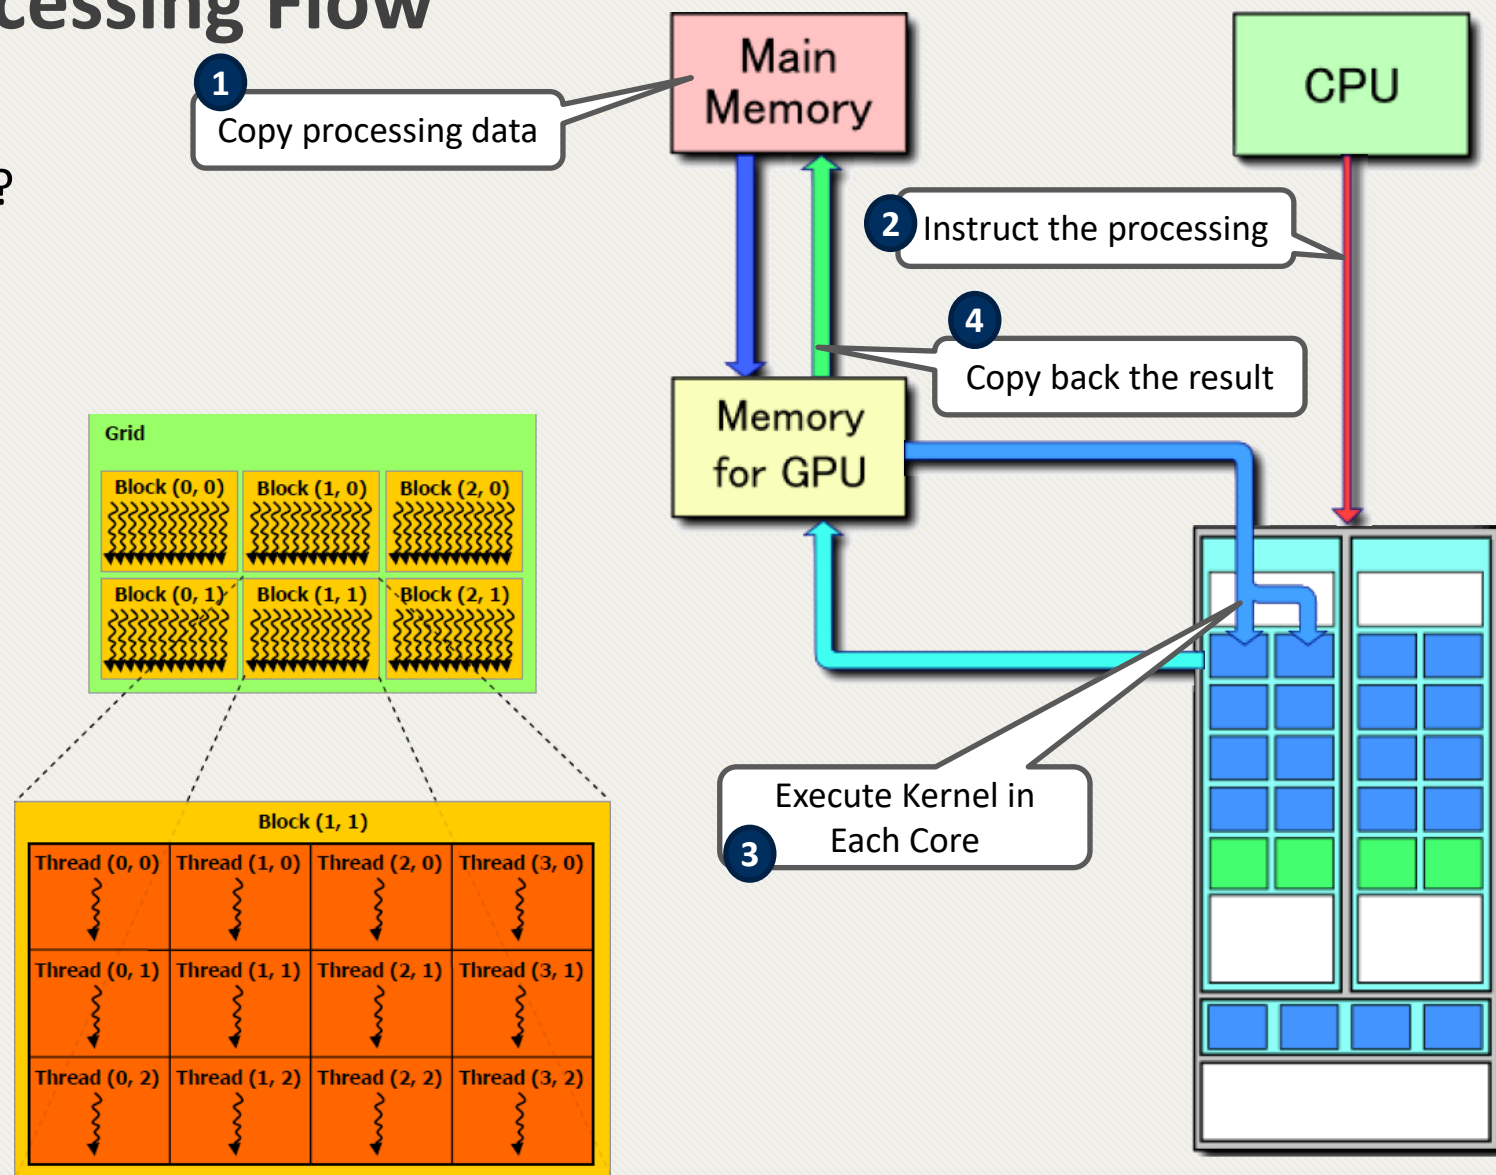 cessing Flow
?
1
Copy processing data
Main
Memory
CPU
2
Instruct the processing
4
Copy back the result
Memory
for GPU
3
Execute Kernel in
Each Core
Grid
Block (0, 0)
Block (1, 0)
Block (2, 0)
Block (0, 1)
Block (1, 1)
Block (2, 1)
Block (1, 1)
Thread (0, 0)
Thread (1, 0)
Thread (2, 0)
Thread (3, 0)
Thread (0, 1)
Thread (1, 1)
Thread (2, 1)
Thread (3, 1)
Thread (0, 2)
Thread (1, 2)
Thread (2, 2)
Thread (3, 2)